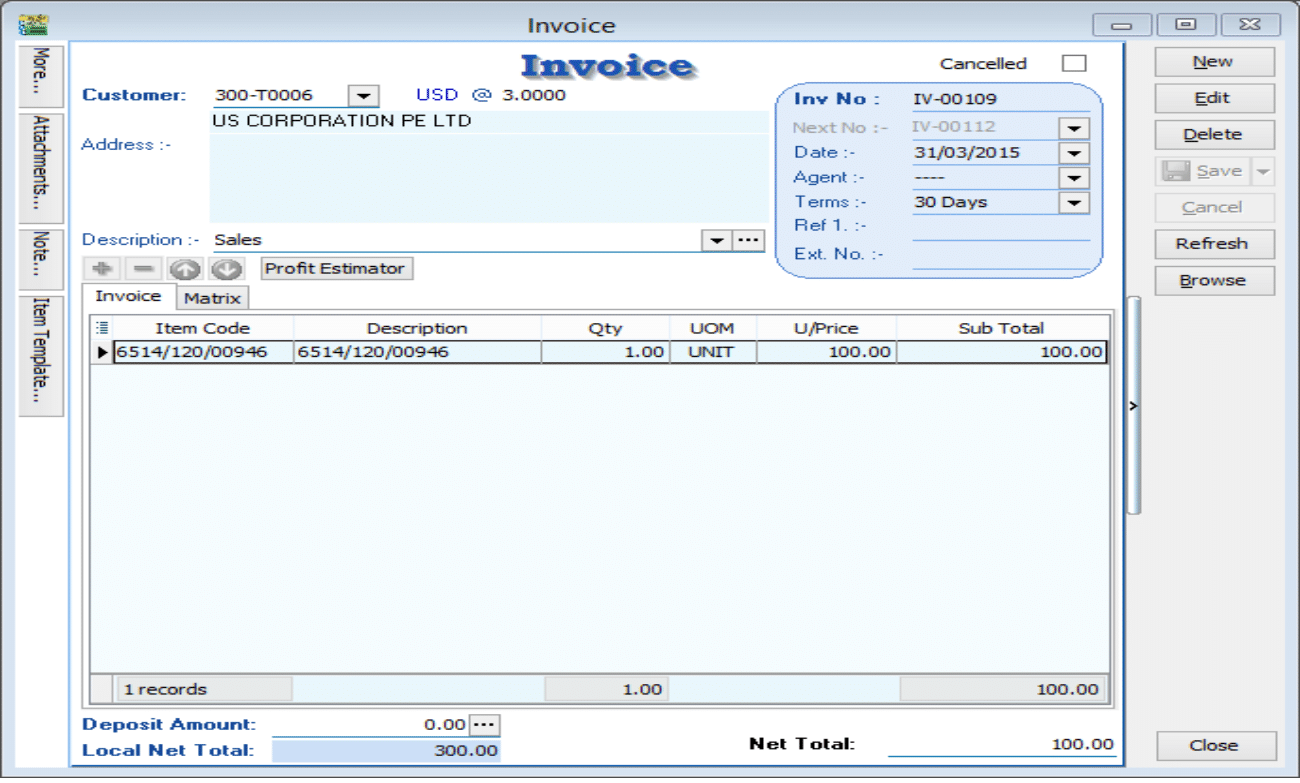 Invoice
More...
Attachments...
Note...
Item Template...
Invoice
Cancelled
Customer: 300-T0006 USD @ 3.0000
US CORPORATION PE LTD
Address :-
Description :- Sales
Inv No : IV-00109
Next No :- IV-00112
Date :- 31/03/2015
Agent :- ----
Terms :- 30 Days
Ref 1. :-
Ext. No. :-
Profit Estimator
Invoice Matrix
Item Code Description Qty UOM U/Price Sub Total
6514/120/00946 6514/120/00946 1.00 UNIT 100.00 100.00
1 records 1.00 100.00
Deposit Amount: 0.00
Local Net Total: 300.00
Net Total: 100.00
New
Edit
Delete
Save
Cancel
Refresh
Browse
Close